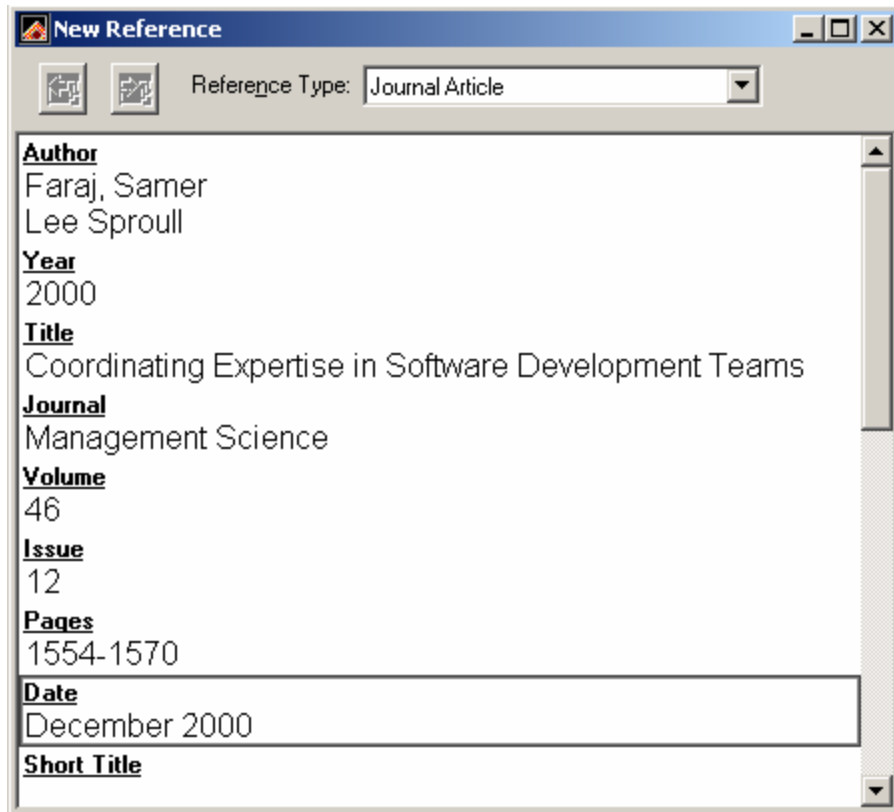 New Reference
Reference Type: Journal Article
Author
Faraj, Samer
Lee Sproull
Year
2000
Title
Coordinating Expertise in Software Development Teams
Journal
Management Science
Volume
46
Issue
12
Pages
1554-1570
Date
December 2000
Short Title